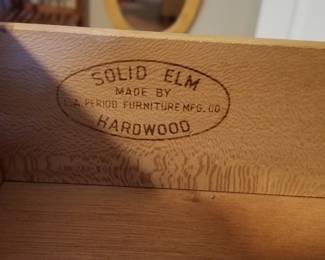 SOLID ELM
MADE BY
L.A. PERIOD FURNITURE MFG. CO.
HARDWOOD